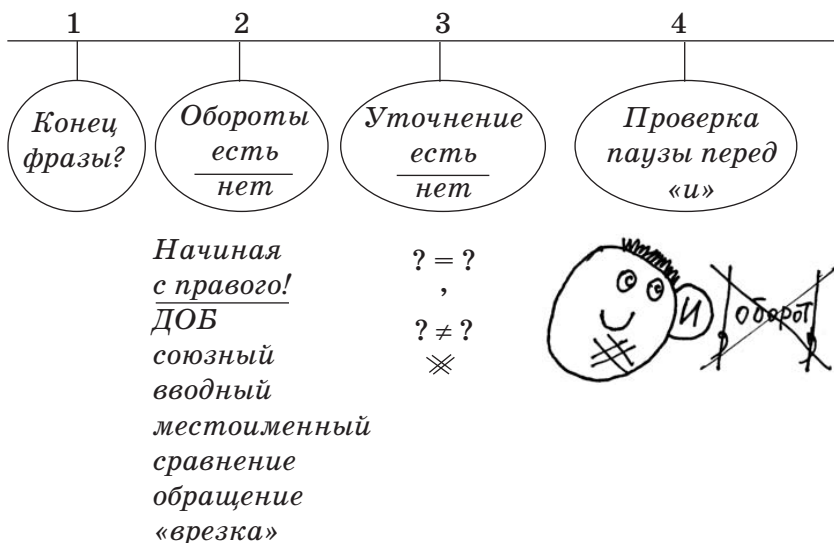 1 2 3 4
Конец
фразы?
Обороты
есть
нет
Уточнение
есть
нет
Проверка
паузы перед
«и»
Начиная
с правого!
ДОБ
союзный
вводный
местоименный
сравнение
обращение
«врезка»
? = ?
,
? ≠ ?
И
оборот